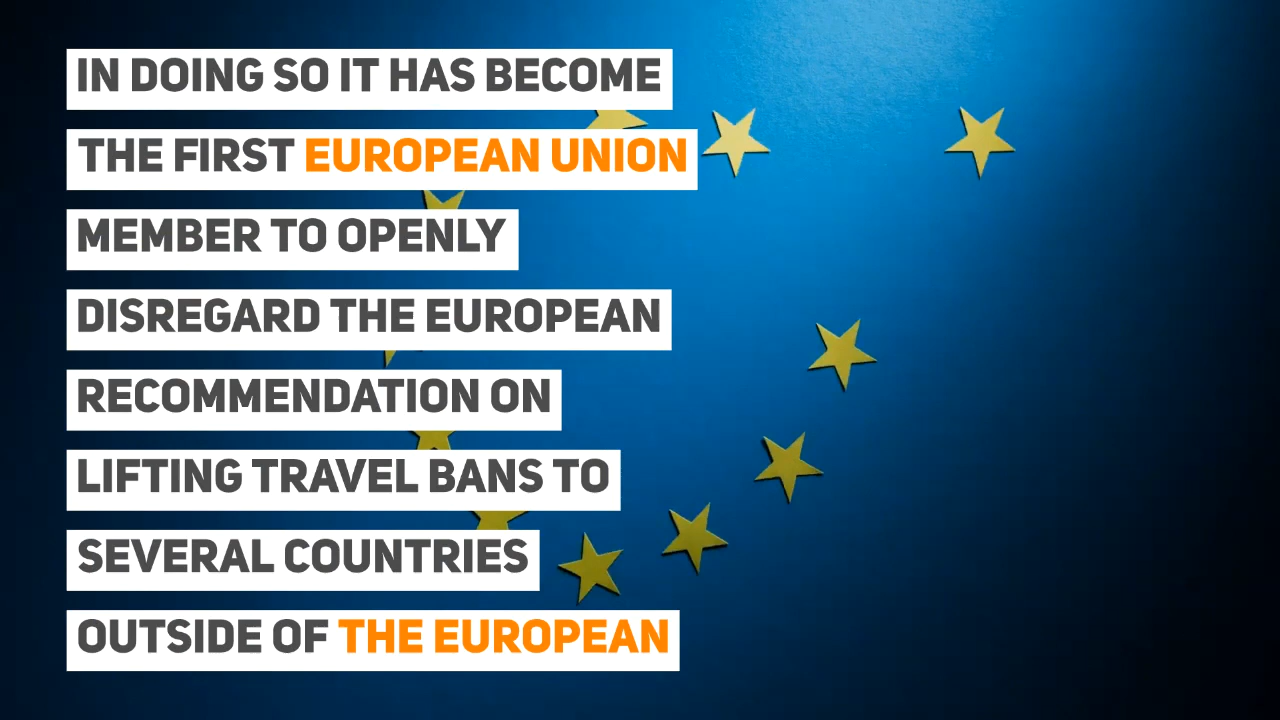 IN DOING SO IT HAS BECOME
THE FIRST EUROPEAN UNION
MEMBER TO OPENLY
DISREGARD THE EUROPEAN
RECOMMENDATION ON
LIFTING TRAVEL BANS TO
SEVERAL COUNTRIES
OUTSIDE OF THE EUROPEAN